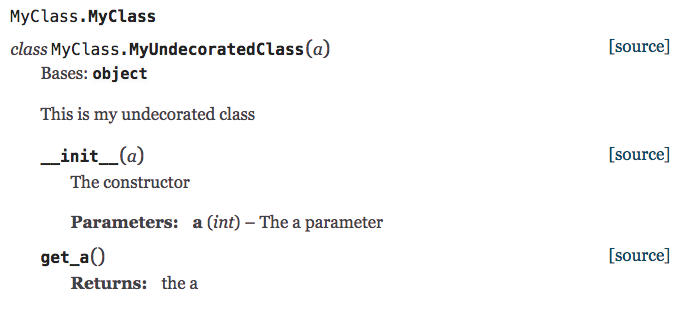 MyClass.MyClass
class MyClass.MyUndecoratedClass(a) [source]
Bases: object
This is my undecorated class
__init__(a) [source]
The constructor
Parameters: a (int) – The a parameter
get_a() [source]
Returns: the a